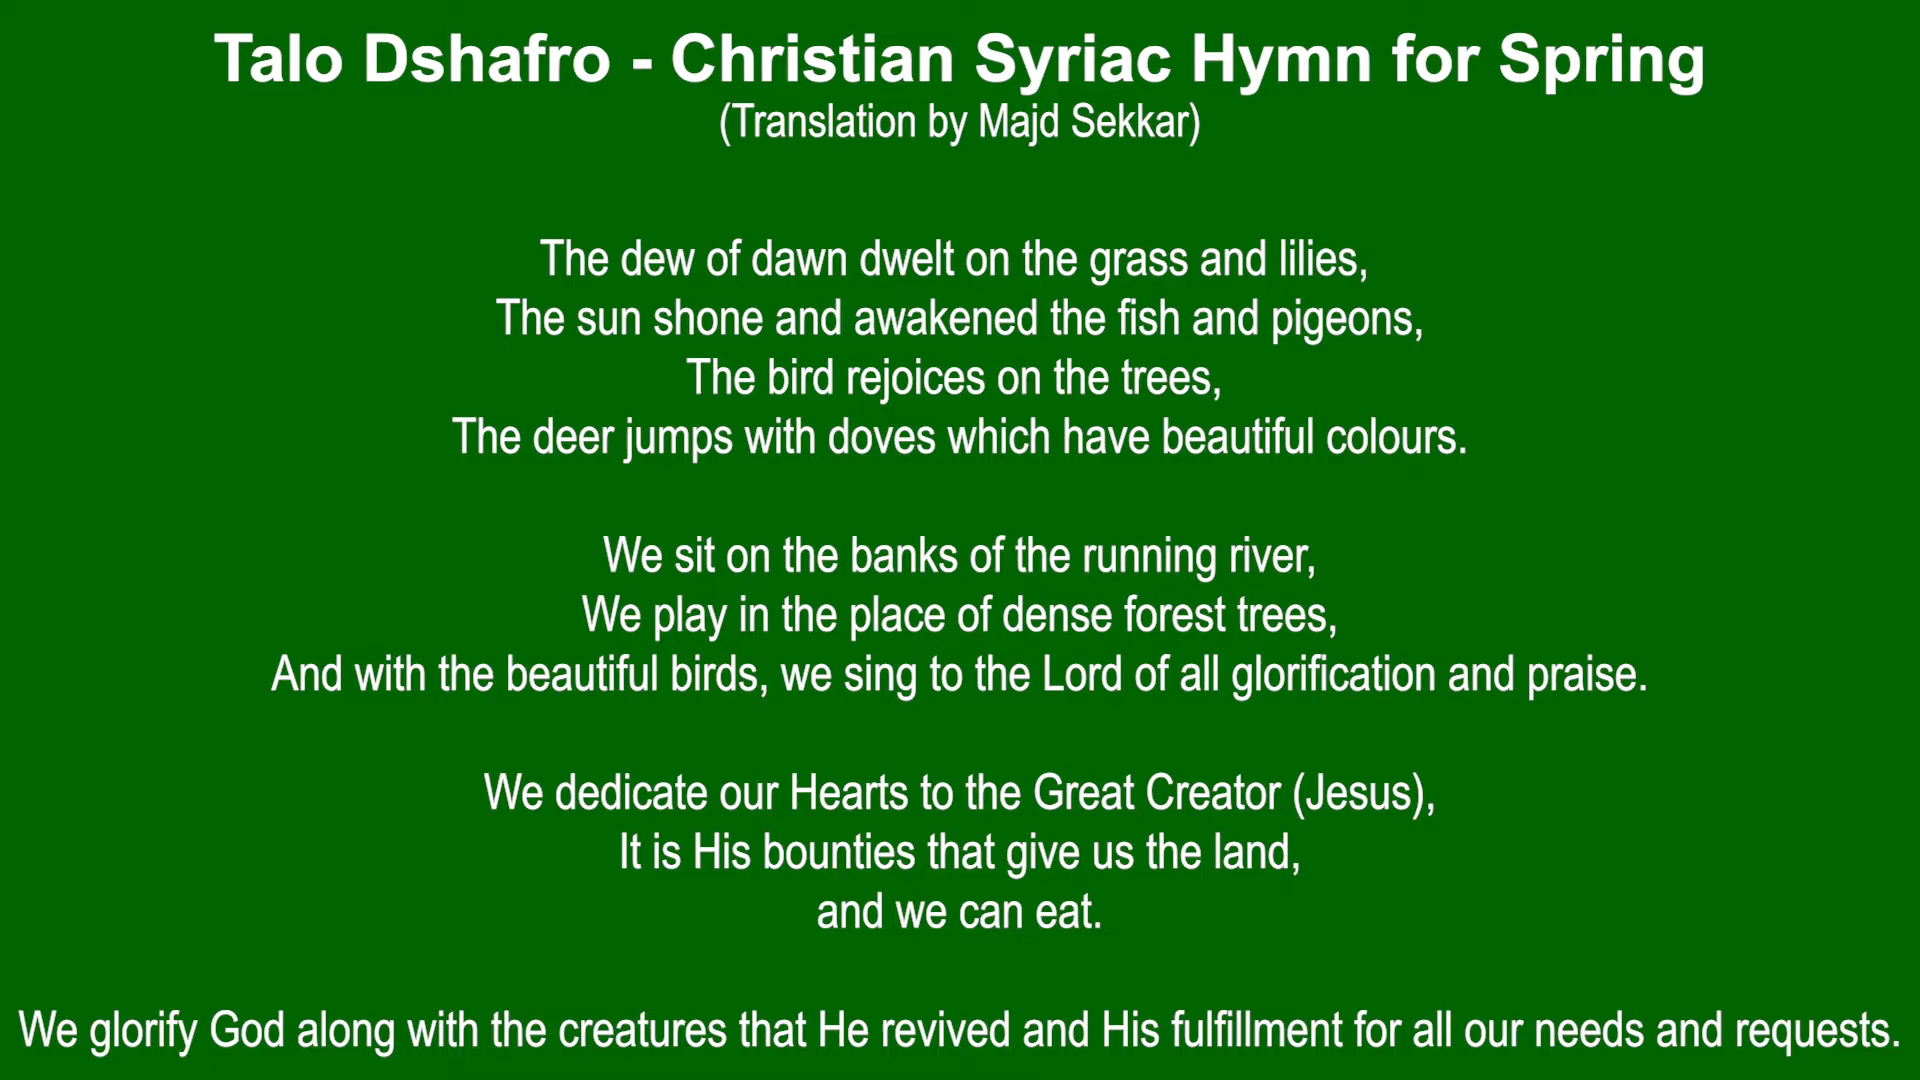 Talo Dshafro - Christian Syriac Hymn for Spring
(Translation by Majd Sekkar)
The dew of dawn dwelt on the grass and lilies,
The sun shone and awakened the fish and pigeons,
The bird rejoices on the trees,
The deer jumps with doves which have beautiful colours.
We sit on the banks of the running river,
We play in the place of dense forest trees,
And with the beautiful birds, we sing to the Lord of all glorification and praise.
We dedicate our Hearts to the Great Creator (Jesus),
It is His bounties that give us the land,
and we can eat.
We glorify God along with the creatures that He revived and His fulfillment for all our needs and requests.